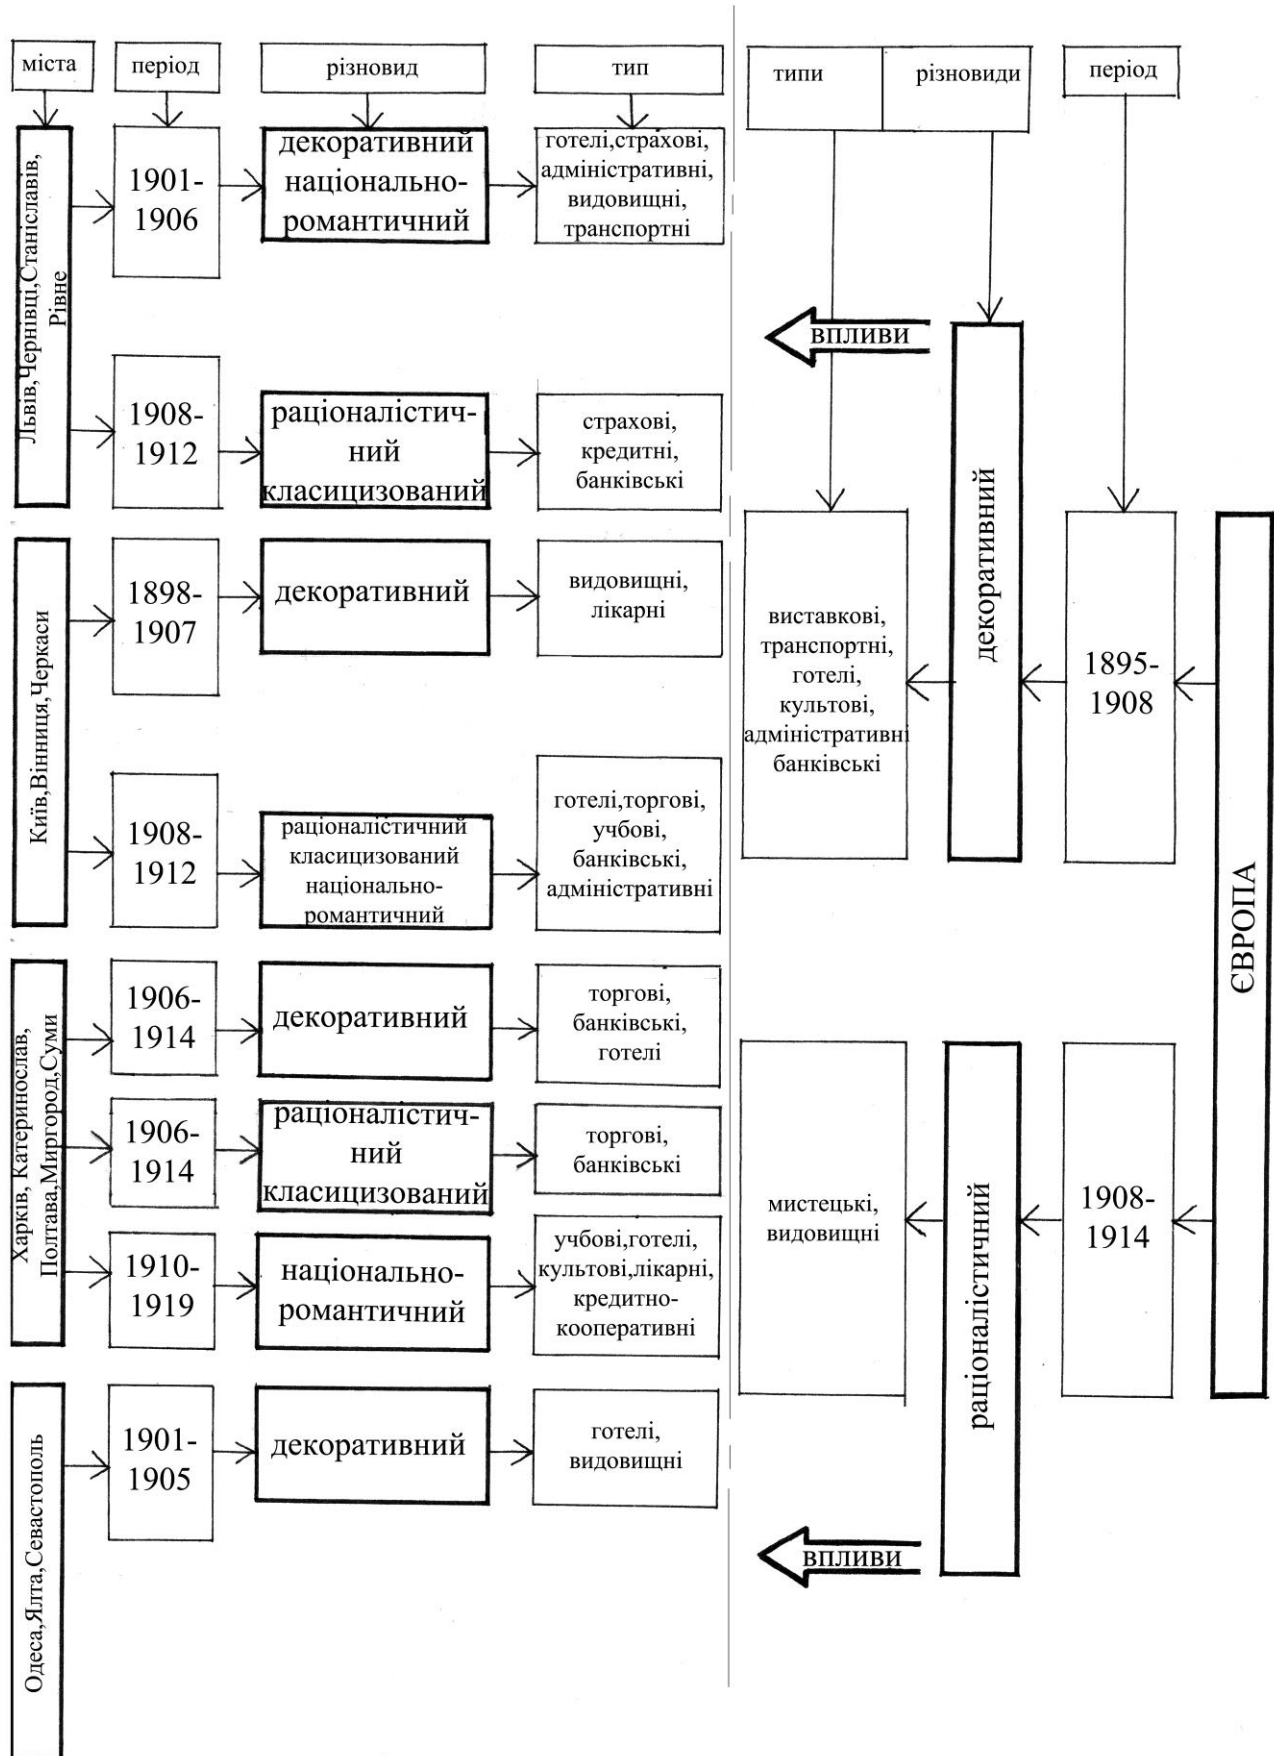 міста
період
різновид
тип
типи
різновиди
період
Львів,Чернівці,Станіславів,
Рівне
1901-
1906
декоративний
національно-
романтичний
готелі,страхові,
адміністративні,
видовищні,
транспортні
1908-
1912
раціоналістич-
ний
класицизований
страхові,
кредитні,
банківські
Київ,Вінниця,Черкаси
1898-
1907
декоративний
видовищні,
лікарні
1908-
1912
раціоналістичний
класицизований
національно-
романтичний
готелі,торгові,
учбові,
банківські,
адміністративні
Харків, Катеринослав,
Полтава,Миргород,Суми
1906-
1914
декоративний
торгові,
банківські,
готелі
1906-
1914
раціоналістич-
ний
класицизований
торгові,
банківські
1910-
1919
національно-
романтичний
учбові,готелі,
культові,лікарні,
кредитно-
кооперативні
Одеса,Ялта,Севастополь
1901-
1905
декоративний
готелі,
видовищні
ВПЛИВИ
виставкові,
транспортні,
готелі,
культові,
адміністративні
банківські
декоративний
1895-
1908
ЄВРОПА
мистецькі,
видовищні
раціоналістичний
1908-
1914
ВПЛИВИ